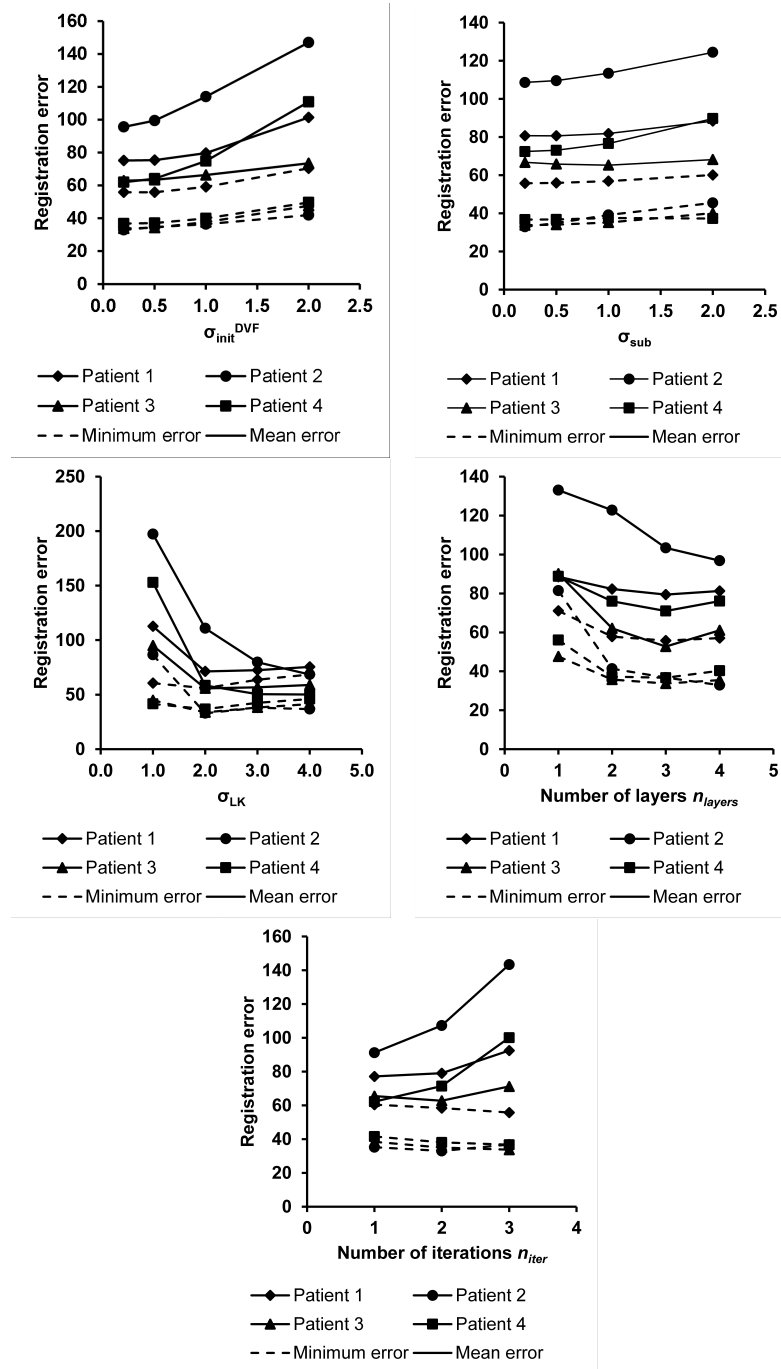 Registration error
160
140
120
100
80
60
40
20
0
0.0 0.5 1.0 1.5 2.0 2.5
σinitDVF
Patient 1 Patient 2
Patient 3 Patient 4
Minimum error Mean error
Registration error
140
120
100
80
60
40
20
0
0.0 0.5 1.0 1.5 2.0 2.5
σsub
Patient 1 Patient 2
Patient 3 Patient 4
Minimum error Mean error
Registration error
250
200
150
100
50
0
0.0 1.0 2.0 3.0 4.0 5.0
σLK
Patient 1 Patient 2
Patient 3 Patient 4
Minimum error Mean error
Registration error
140
120
100
80
60
40
20
0
0 1 2 3 4 5
Number of layers nlayers
Patient 1 Patient 2
Patient 3 Patient 4
Minimum error Mean error
Registration error
160
140
120
100
80
60
40
20
0
0 1 2 3 4
Number of iterations niter
Patient 1 Patient 2
Patient 3 Patient 4
Minimum error Mean error